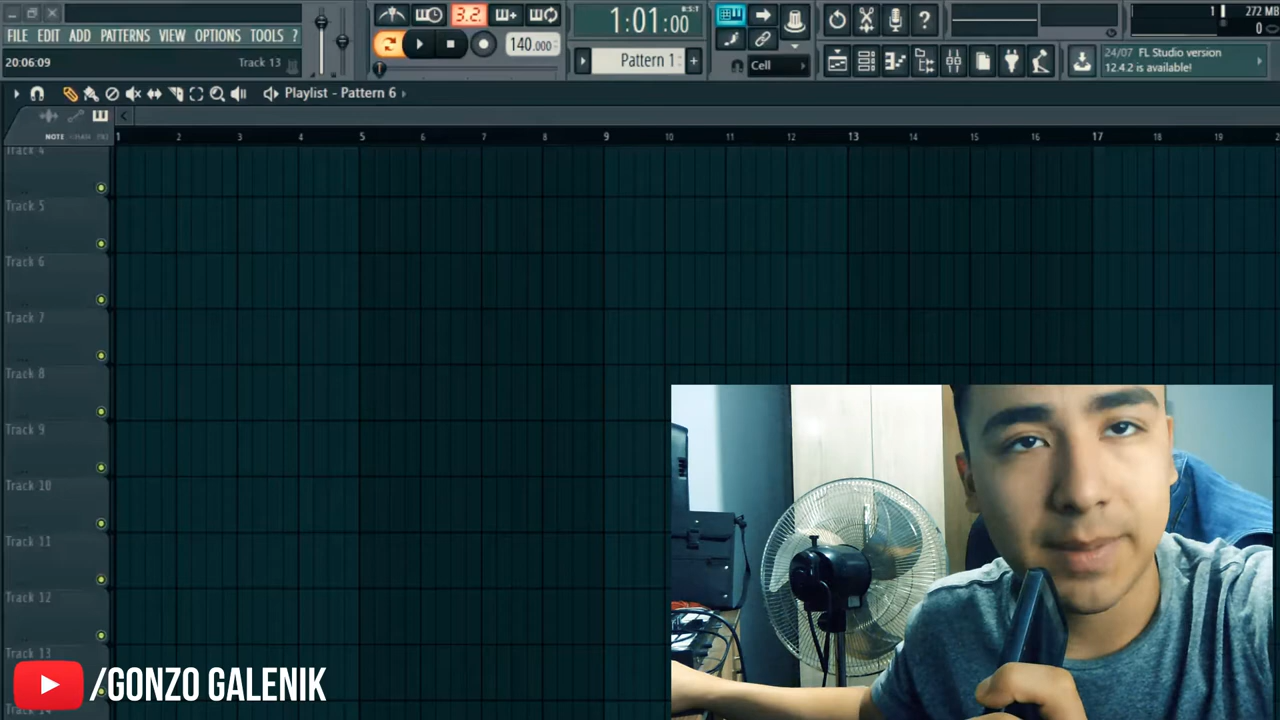 3.2
1:01:00
B:S:T
272 MB
0
1
FILE EDIT ADD PATTERNS VIEW OPTIONS TOOLS ?
140.000
Pattern 1
Cell
24/07 FL Studio version
12.4.2 is available!
20:06:09 Track 13
Playlist - Pattern 6
NOTE
1 2 3 4 5 6 7 8 9 10 11 12 13 14 15 16 17 18 19
Track 4
Track 5
Track 6
Track 7
Track 8
Track 9
Track 10
Track 11
Track 12
Track 13
/GONZO GALENIK